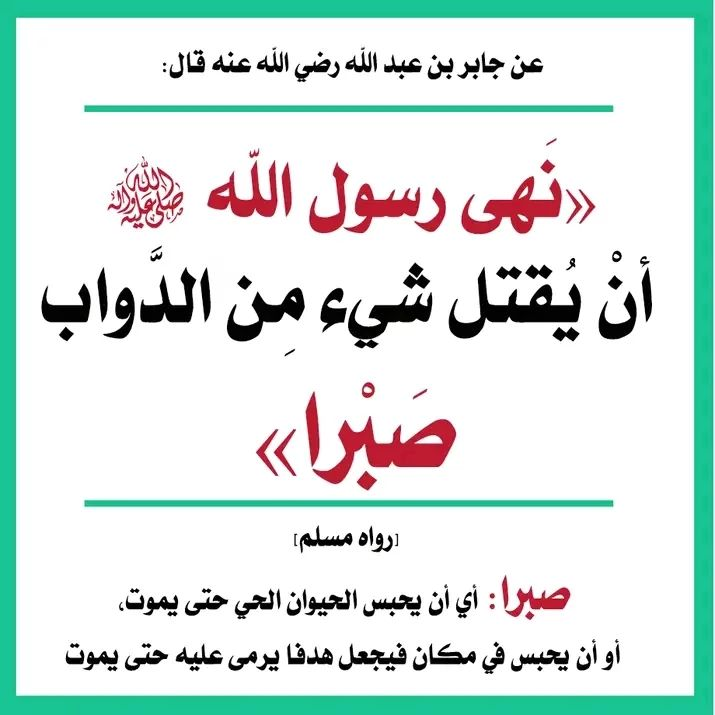 عن جابر بن عبد الله رضي الله عنه قال:
«نَهى رسول اللّه صلى الله عليه وآله
أنْ يُقتل شيء مِن الدَّواب
صَبْرا»
[رواه مسلم]
صبرا: أي أن يحبس الحيوان الحي حتى يموت،
أو أن يحبس في مكان فيجعل هدفا يرمى عليه حتى يموت